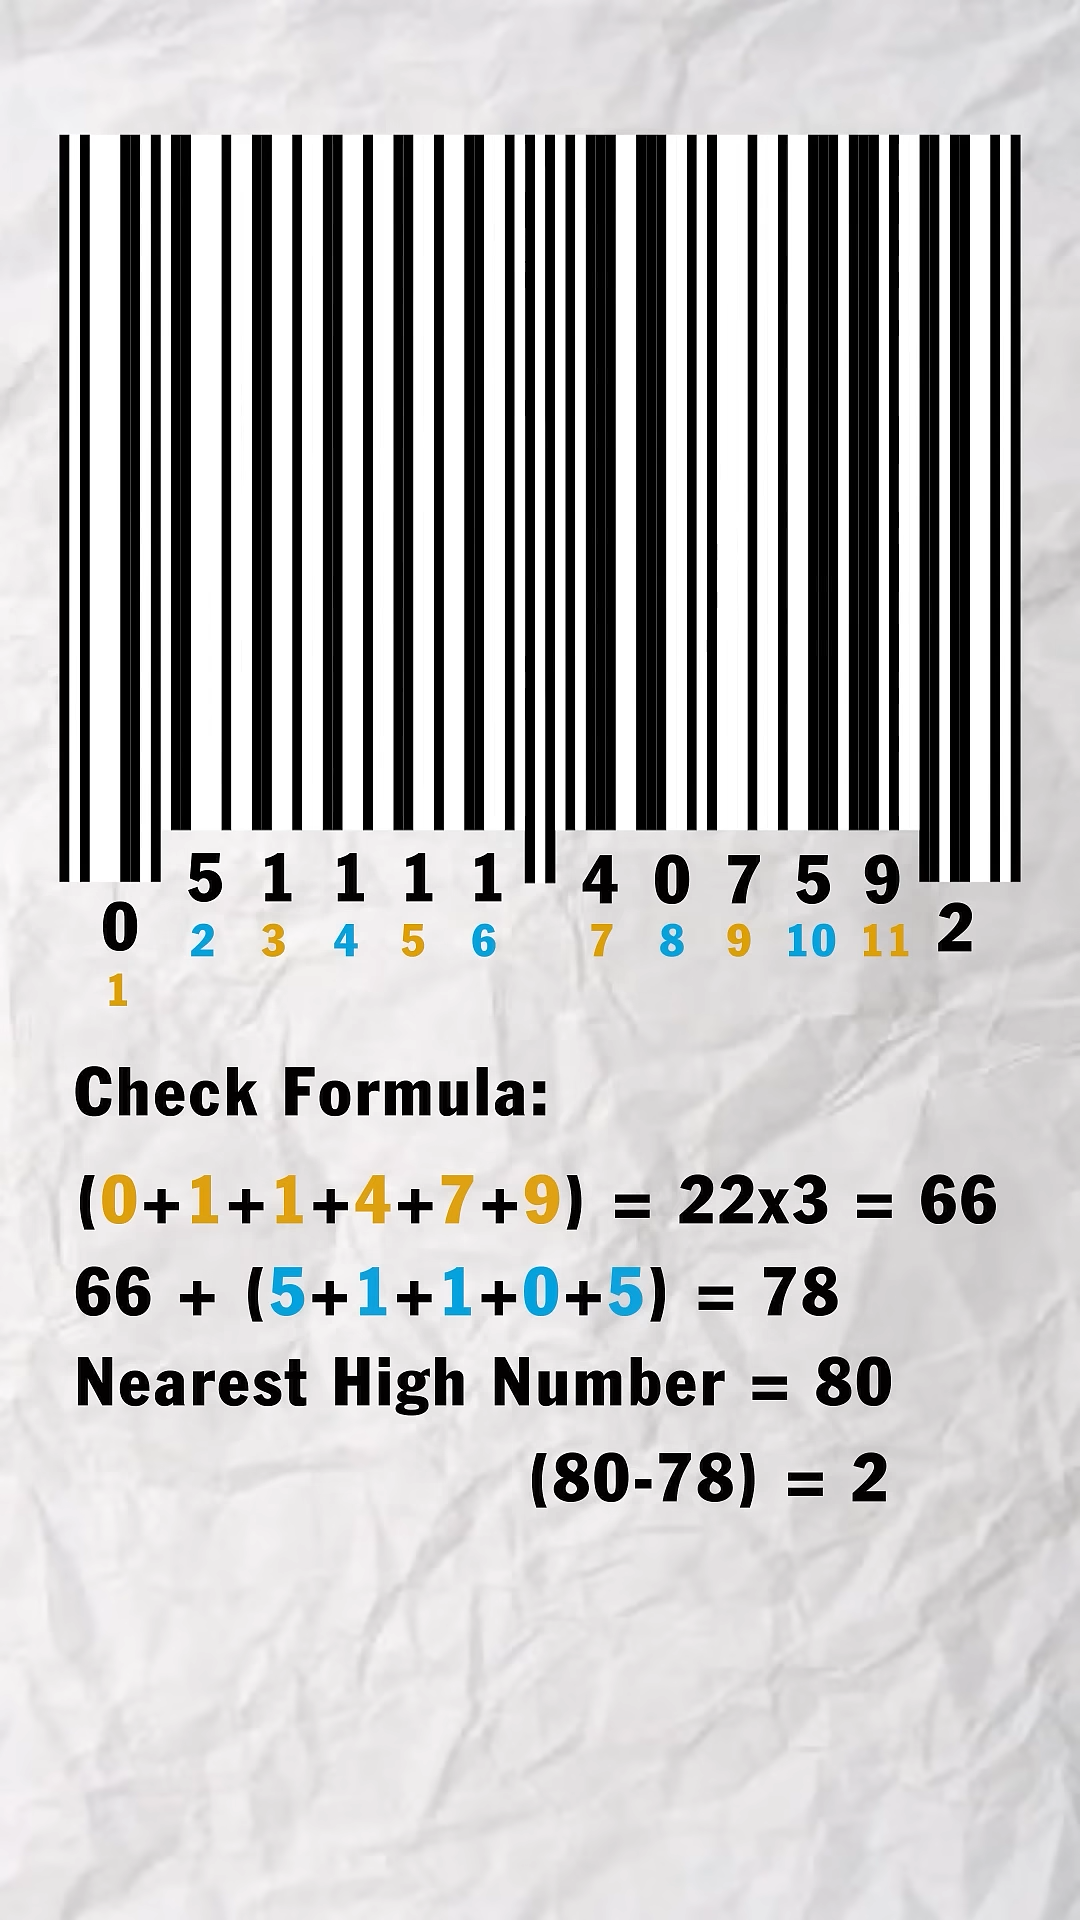 5 1 1 1 1 4 0 7 5 9
0 2
2 3 4 5 6 7 8 9 10 11
1
Check Formula:
(0+1+1+4+7+9) = 22x3 = 66
66 + (5+1+1+0+5) = 78
Nearest High Number = 80
(80-78) = 2